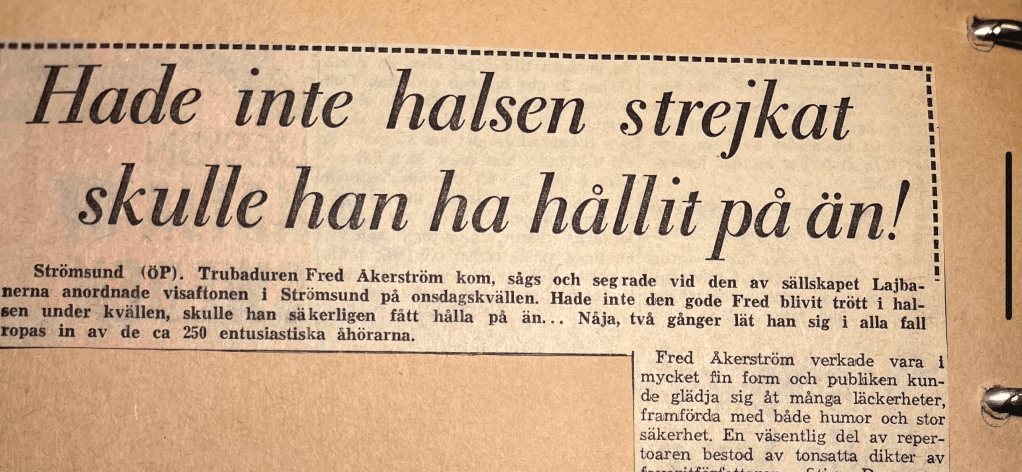 Hade inte halsen strejkat
skulle han ha hållit på än!
Strömsund (ÖP). Trubaduren Fred Åkerström kom, sågs och segrade vid den av sällskapet Lajba-
nerna anordnade visaftonen i Strömsund på onsdagskvällen. Hade inte den gode Fred blivit trött i hal-
sen under kvällen, skulle han säkerligen fått hålla på än... Nåja, två gånger lät han sig i alla fall
ropas in av de ca 250 entusiastiska åhörarna.
Fred Åkerström verkade vara i
mycket fin form och publiken kun-
de glädja sig åt många läckerheter,
framförda med både humor och stor
säkerhet. En väsentlig del av reper-
toaren bestod av tonsatta dikter av